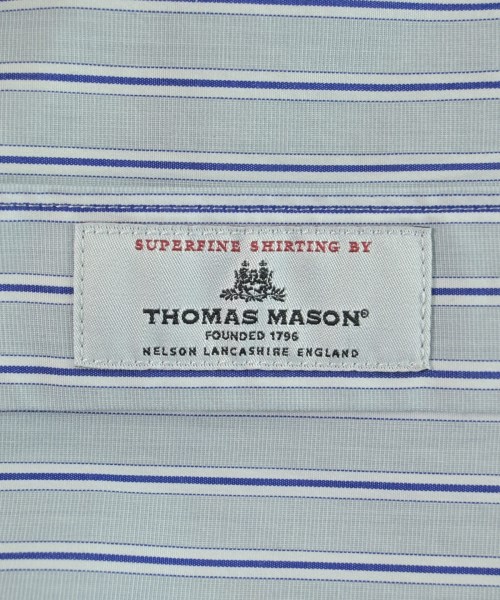 SUPERFINE SHIRTING BY
THOMAS MASON®
FOUNDED 1796
NELSON LANCASHIRE ENGLAND